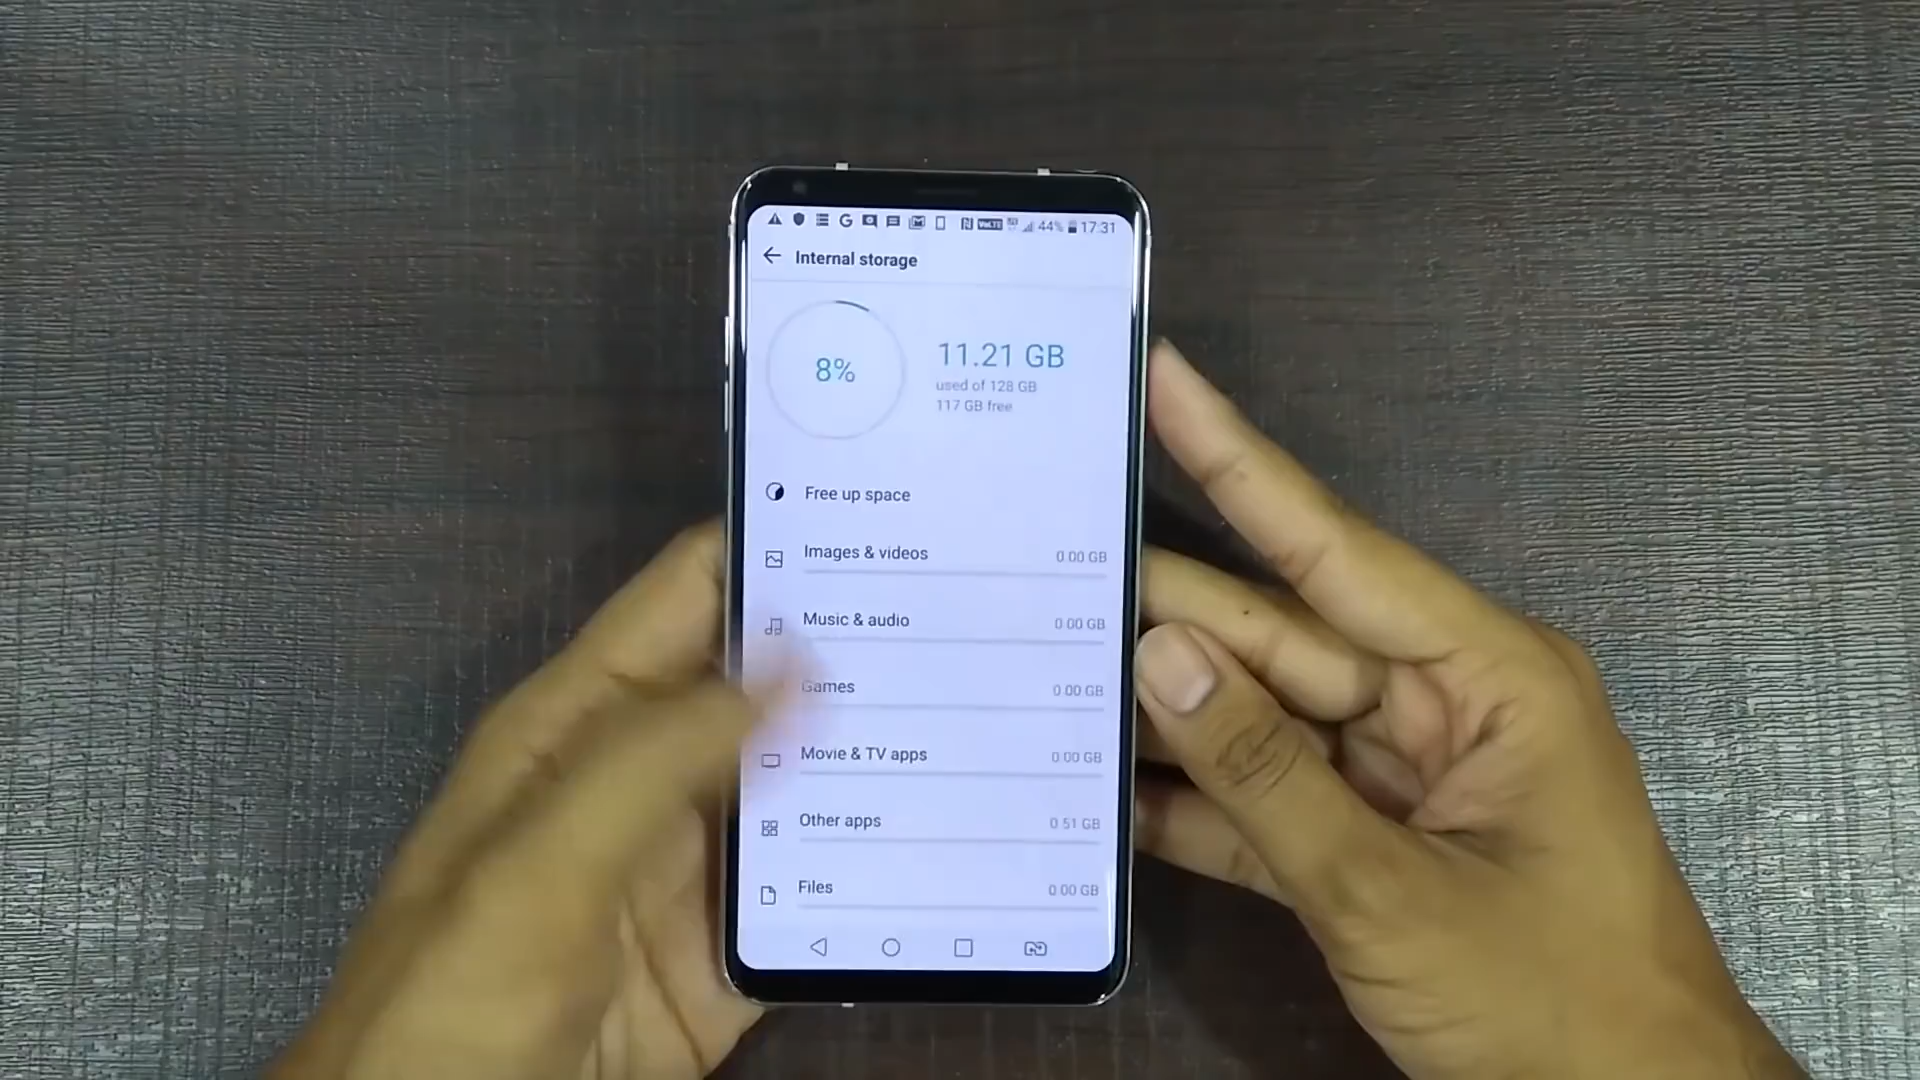 44% 17:31
Internal storage
8%
11.21 GB
used of 128 GB
117 GB free
Free up space
Images & videos 0.00 GB
Music & audio 0.00 GB
Games 0.00 GB
Movie & TV apps 0.00 GB
Other apps 0.51 GB
Files 0.00 GB